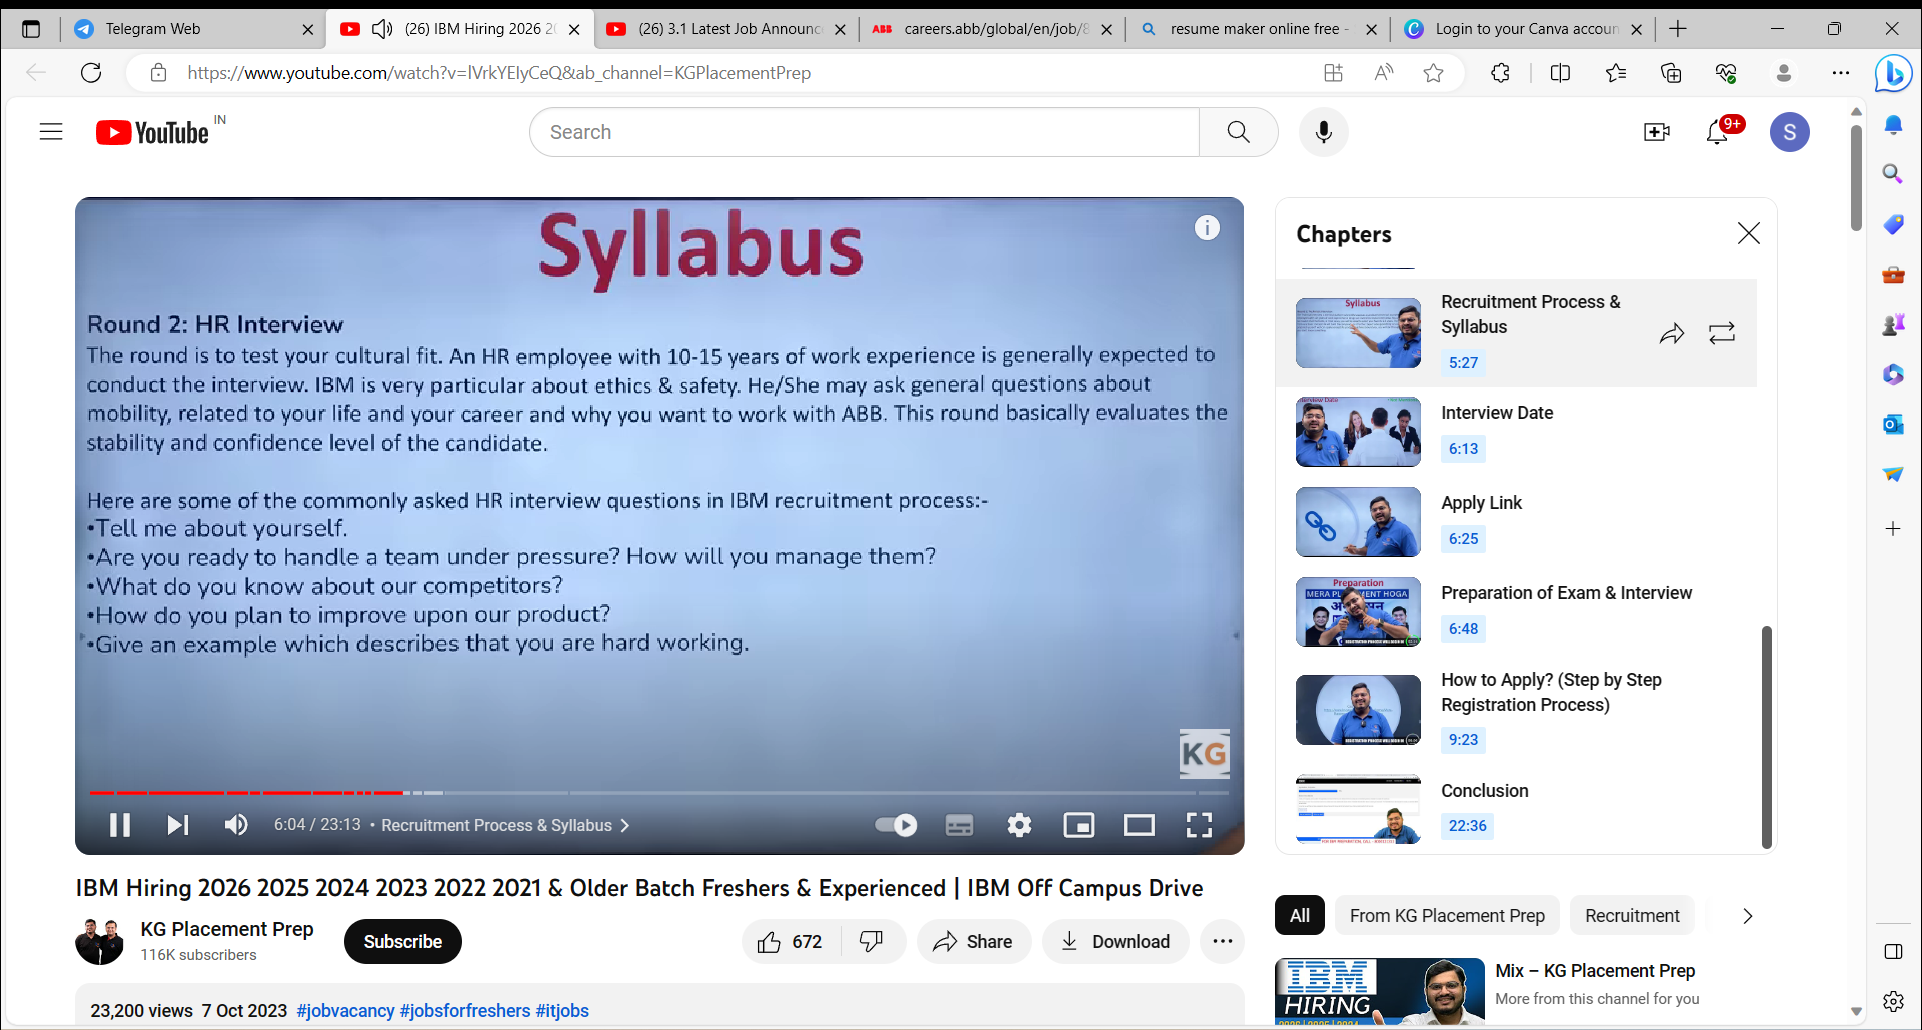 Telegram Web
(26) IBM Hiring 2026 20
(26) 3.1 Latest Job Announc
ABB careers.abb/global/en/job/8
resume maker online free -
Login to your Canva accoun
https://www.youtube.com/watch?v=lVrkYElyCeQ&ab_channel=KGPlacementPrep
YouTube IN
Search
9+
S
Syllabus
Round 2: HR Interview
The round is to test your cultural fit. An HR employee with 10-15 years of work experience is generally expected to
conduct the interview. IBM is very particular about ethics & safety. He/She may ask general questions about
mobility, related to your life and your career and why you want to work with ABB. This round basically evaluates the
stability and confidence level of the candidate.
Here are some of the commonly asked HR interview questions in IBM recruitment process:-
•Tell me about yourself.
•Are you ready to handle a team under pressure? How will you manage them?
•What do you know about our competitors?
•How do you plan to improve upon our product?
•Give an example which describes that you are hard working.
KG
6:04 / 23:13 • Recruitment Process & Syllabus
Chapters
Syllabus
Recruitment Process &
Syllabus
5:27
Interview Date
6:13
Apply Link
6:25
Preparation
MERA PLACEMENT HOGA
Preparation of Exam & Interview
6:48
How to Apply? (Step by Step
Registration Process)
9:23
Conclusion
22:36
IBM Hiring 2026 2025 2024 2023 2022 2021 & Older Batch Freshers & Experienced | IBM Off Campus Drive
KG Placement Prep
116K subscribers
Subscribe
672
Share
Download
23,200 views 7 Oct 2023 #jobvacancy #jobsforfreshers #itjobs
All
From KG Placement Prep
Recruitment
IBM
HIRING
2026 | 2025 | 2024
Mix – KG Placement Prep
More from this channel for you